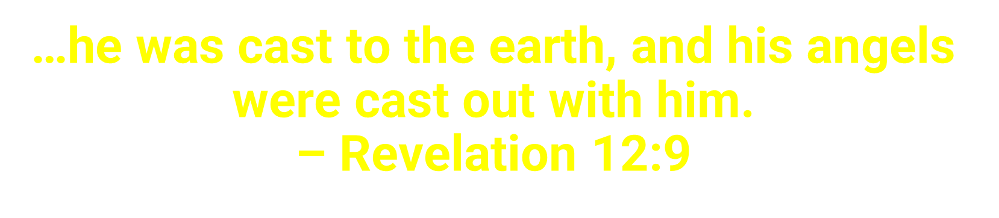 …he was cast to the earth, and his angels
were cast out with him.
– Revelation 12:9